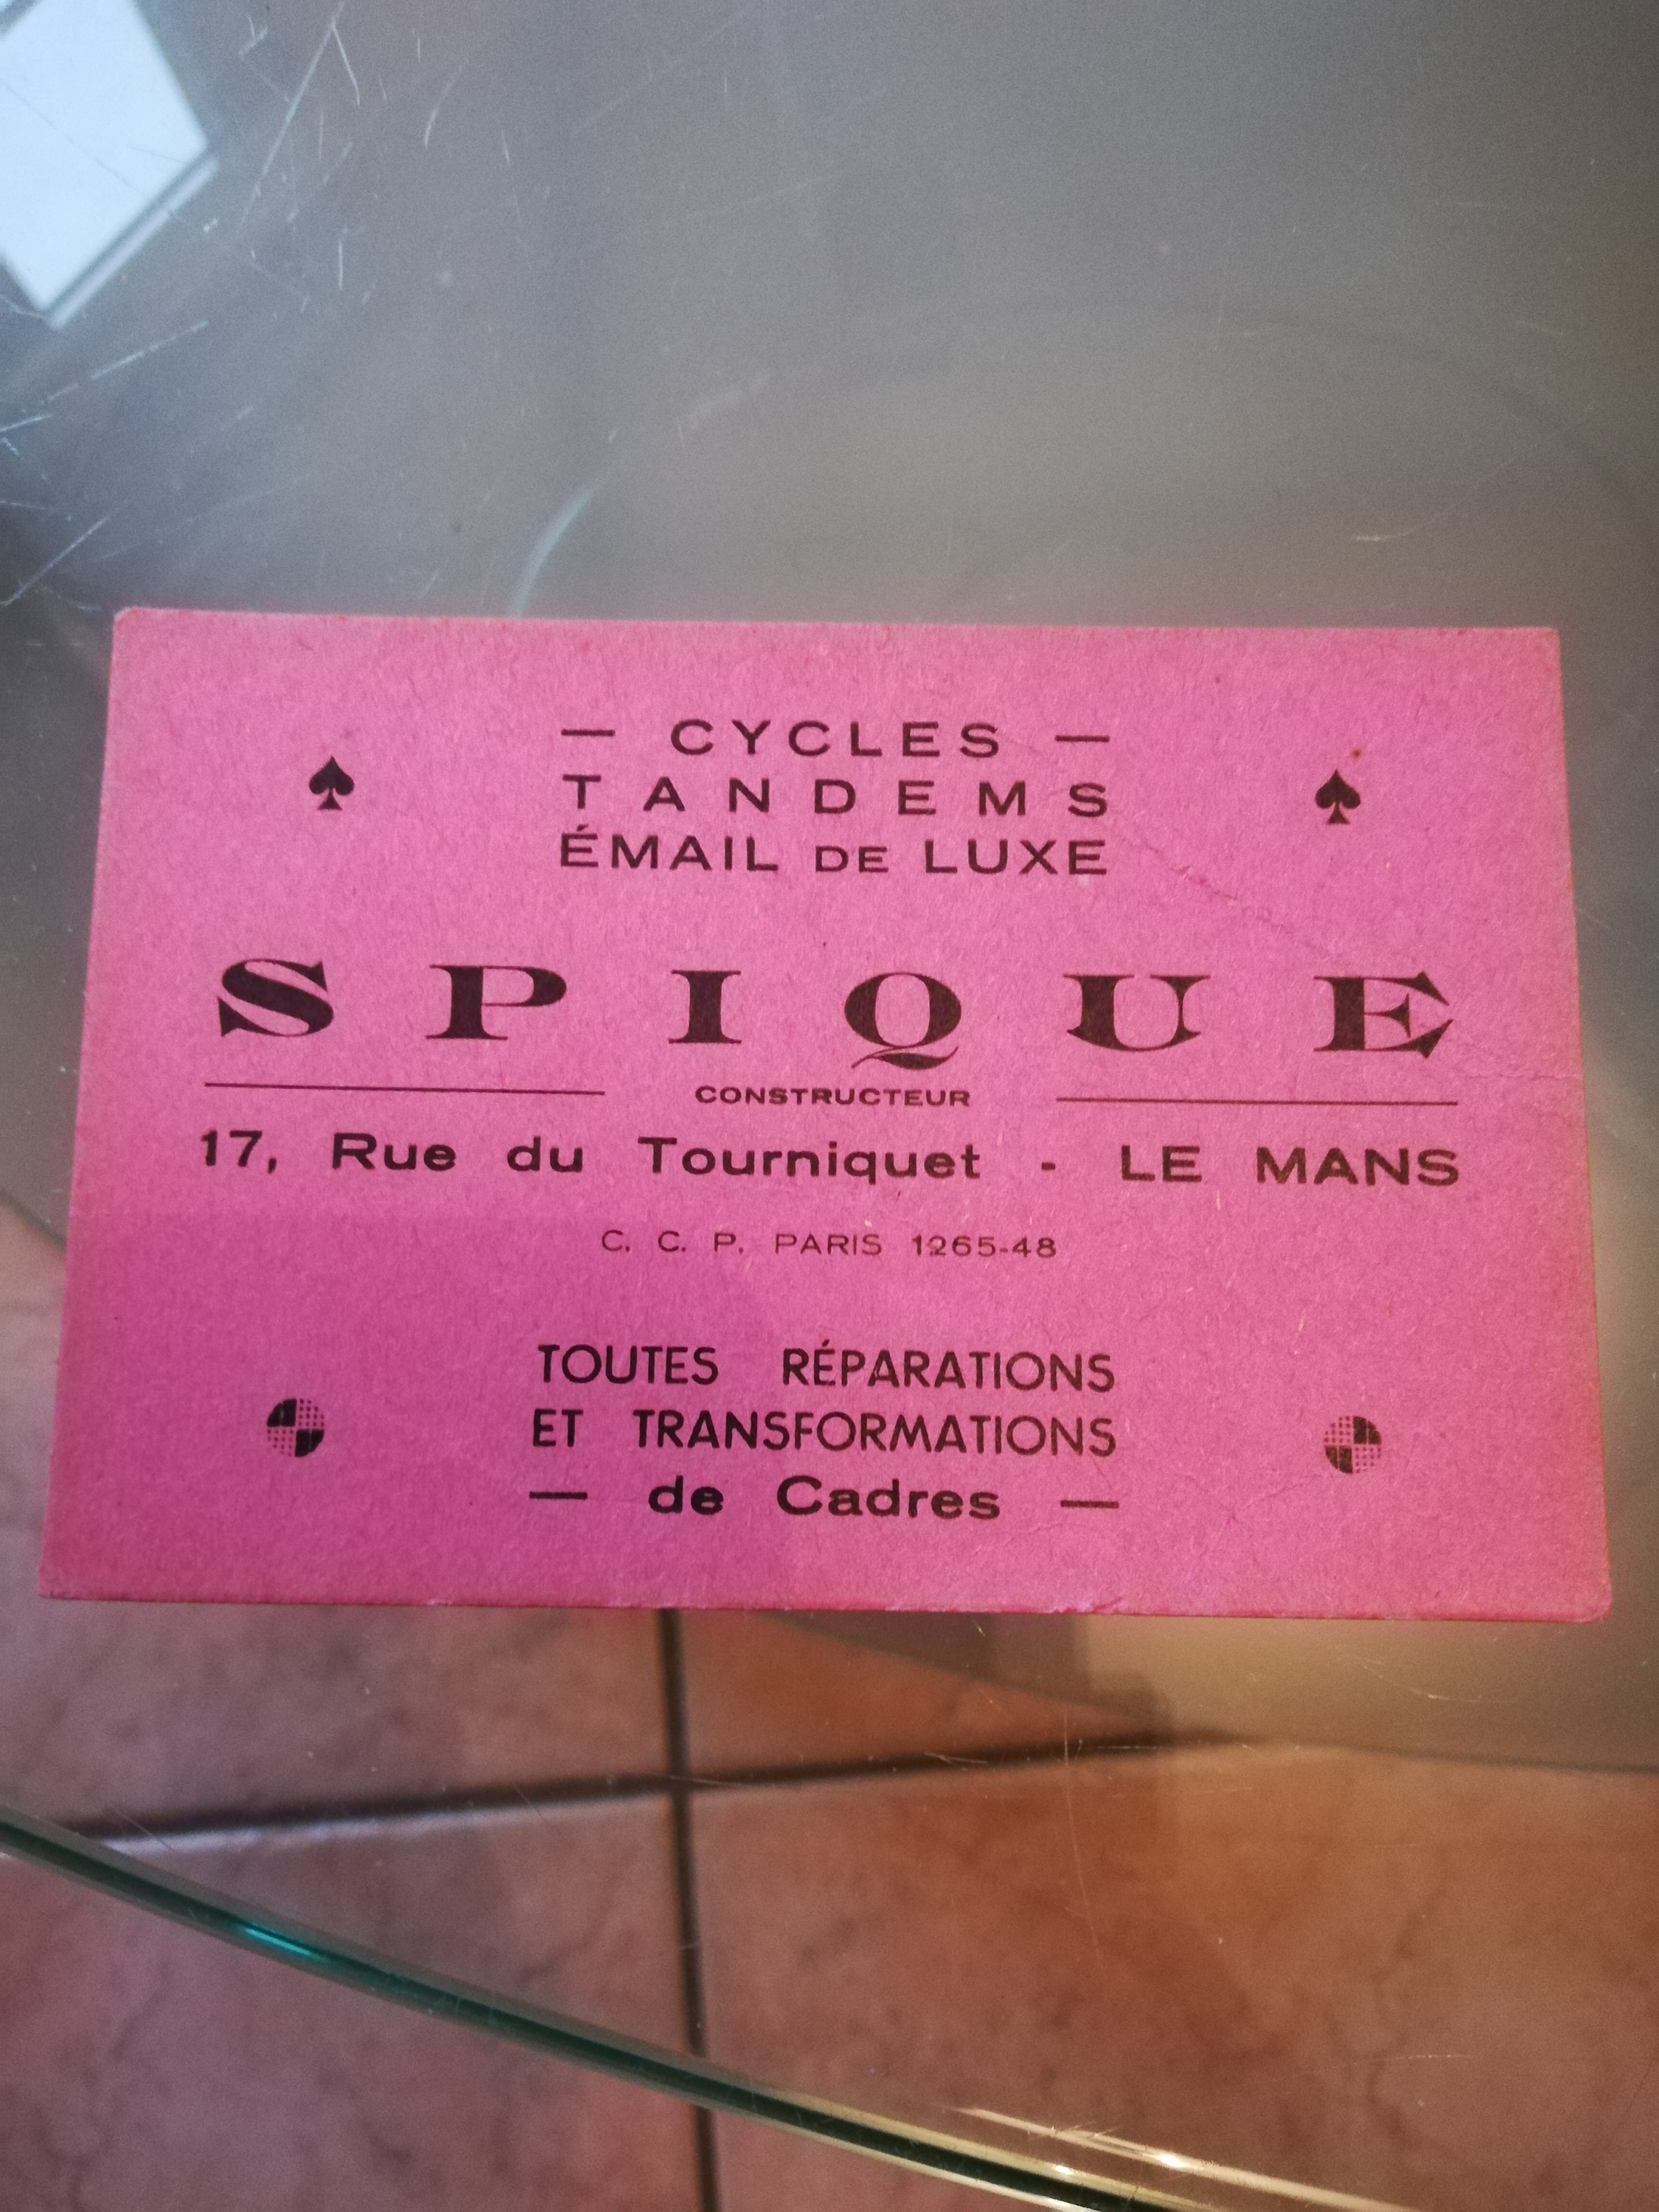 — CYCLES —
TANDEMS
ÉMAIL DE LUXE
SPIQUE
CONSTRUCTEUR
17, Rue du Tourniquet - LE MANS
C. C. P. PARIS 1265-48
TOUTES RÉPARATIONS
ET TRANSFORMATIONS
— de Cadres —